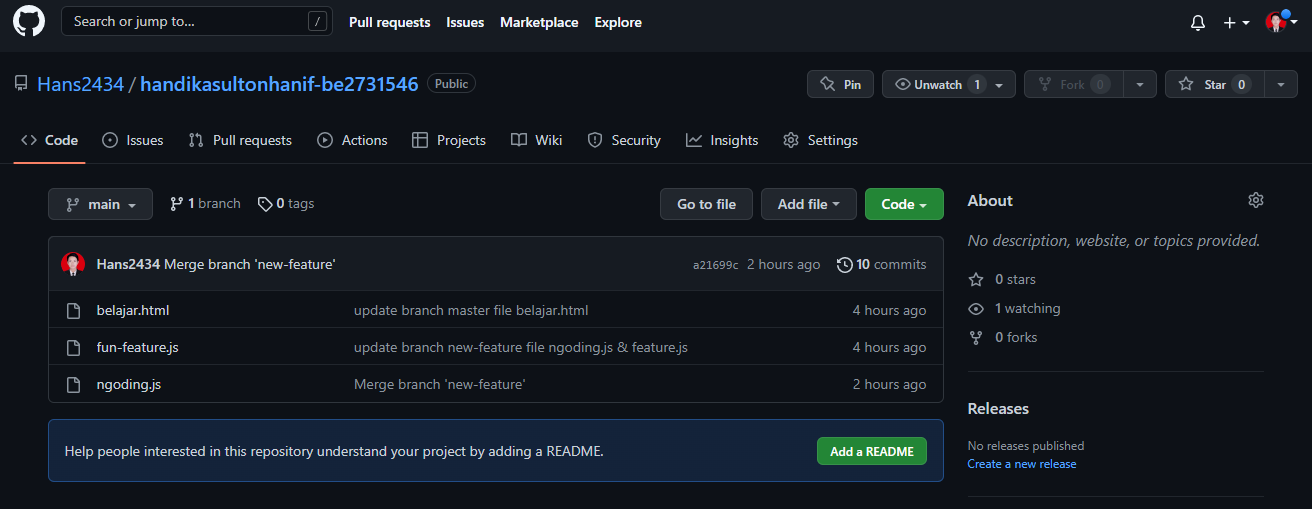 Search or jump to... / Pull requests Issues Marketplace Explore
Hans2434 / handikasultonhanif-be2731546 Public Pin Unwatch 1 Fork 0 Star 0
Code Issues Pull requests Actions Projects Wiki Security Insights Settings
main 1 branch 0 tags Go to file Add file Code
Hans2434 Merge branch 'new-feature' a21699c 2 hours ago 10 commits
belajar.html update branch master file belajar.html 4 hours ago
fun-feature.js update branch new-feature file ngoding.js & feature.js 4 hours ago
ngoding.js Merge branch 'new-feature' 2 hours ago
Help people interested in this repository understand your project by adding a README. Add a README
About
No description, website, or topics provided.
0 stars
1 watching
0 forks
Releases
No releases published
Create a new release